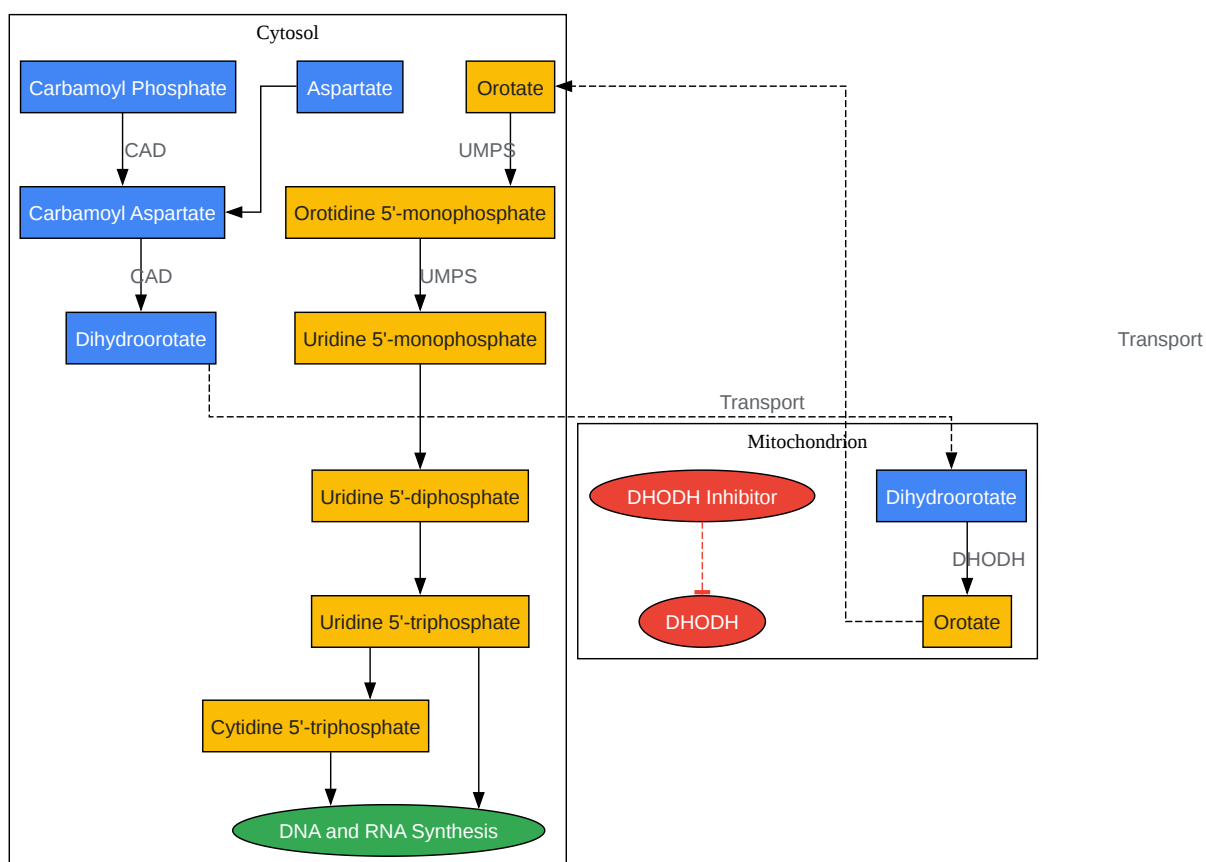 Cytosol
Carbamoyl Phosphate
Aspartate
Orotate
CAD
UMPS
Carbamoyl Aspartate
Orotidine 5'-monophosphate
CAD
UMPS
Dihydroorotate
Uridine 5'-monophosphate
Transport
Transport
Mitochondrion
Uridine 5'-diphosphate
DHODH Inhibitor
Dihydroorotate
DHODH
Uridine 5'-triphosphate
DHODH
Orotate
Cytidine 5'-triphosphate
DNA and RNA Synthesis